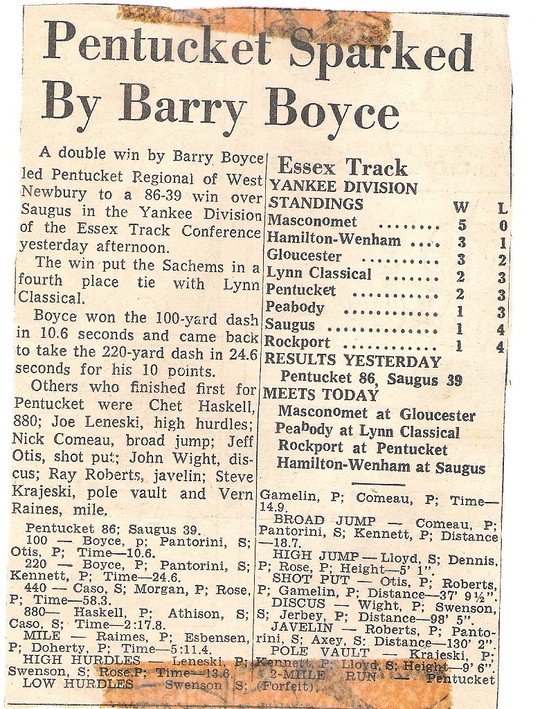 Pentucket Sparked
By Barry Boyce
A double win by Barry Boyce
led Pentucket Regional of West
Newbury to a 86-39 win over
Saugus in the Yankee Division
of the Essex Track Conference
yesterday afternoon.
The win put the Sachems in a
fourth place tie with Lynn
Classical.
Boyce won the 100-yard dash
in 10.6 seconds and came back
to take the 220-yard dash in 24.6
seconds for his 10 points.
Others who finished first for
Pentucket were Chet Haskell,
880; Joe Leneski, high hurdles;
Nick Comeau, broad jump; Jeff
Otis, shot put; John Wight, dis-
cus; Ray Roberts, javelin; Steve
Krajeski, pole vault and Vern
Raines, mile.
Pentucket 86; Saugus 39.
100 — Boyce, p; Pantorini, S;
Otis, P; Time—10.6.
220 — Boyce, P; Pantorini, S;
Kennett, P; Time—24.6.
440 — Caso, S; Morgan, P; Rose,
P; Time—58.3.
880— Haskell, P; Athison, S;
Caso, S; Time—2:17.8.
MILE — Raimes, P; Esbensen,
P; Doherty, P; Time—5:11.4.
HIGH HURDLES — Leneski, P;
Swenson, S; Rose,P; Time—13.6.
LOW HURDLES — Swenson S;
Essex Track
YANKEE DIVISION
STANDINGS W L
Masconomet ......... 5 0
Hamilton-Wenham .... 3 1
Gloucester .......... 3 2
Lynn Classical ....... 2 3
Pentucket ............ 2 3
Peabody ............ 1 3
Saugus .............. 1 4
Rockport ............ 1 4
RESULTS YESTERDAY
Pentucket 86, Saugus 39
MEETS TODAY
Masconomet at Gloucester
Peabody at Lynn Classical
Rockport at Pentucket
Hamilton-Wenham at Saugus
Gamelin, P; Comeau, P; Time—
14.9.
BROAD JUMP — Comeau, P;
Pantorini, S; Kennett, P; Distance
—18.7.
HIGH JUMP—Lloyd, S; Dennis,
P; Rose, P; Height—5' 1".
SHOT PUT — Otis, P; Roberts,
P; Gamelin, P; Distance—37' 9½".
DISCUS — Wight, P; Swenson,
S; Jerbey, P; Distance—98' 5".
JAVELIN — Roberts, P; Panto-
rini, S; Axey, S; Distance—130' 2"
POLE VAULT — Krajeski, P;
Kennett, P; Lloyd, S; Height—9' 6".
2-MILE RUN — Pentucket
(Forfeit).